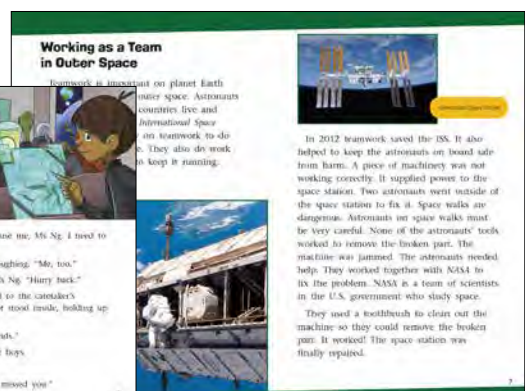 Working as a Team
in Outer Space
Teamwork is important on planet Earth
outer space. Astronauts
countries live and
International Space
on teamwork to do
e. They also do work
to keep it running.
International Space Station
In 2012 teamwork saved the ISS. It also
helped to keep the astronauts on board safe
from harm. A piece of machinery was not
working correctly. It supplied power to the
space station. Two astronauts went outside of
the space station to fix it. Space walks are
dangerous. Astronauts on space walks must
be very careful. None of the astronauts' tools
worked to remove the broken part. The
machine was jammed. The astronauts needed
help. They worked together with NASA to
fix the problem. NASA is a team of scientists
in the U.S. government who study space.
They used a toothbrush to clean out the
machine so they could remove the broken
part. It worked! The space station was
finally repaired.
7
me, Ms Ng. I need to
ughing. "Me, too."
s Ng. "Hurry back."
to the caretaker's
stood inside, holding up
nds."
boys.
missed you."